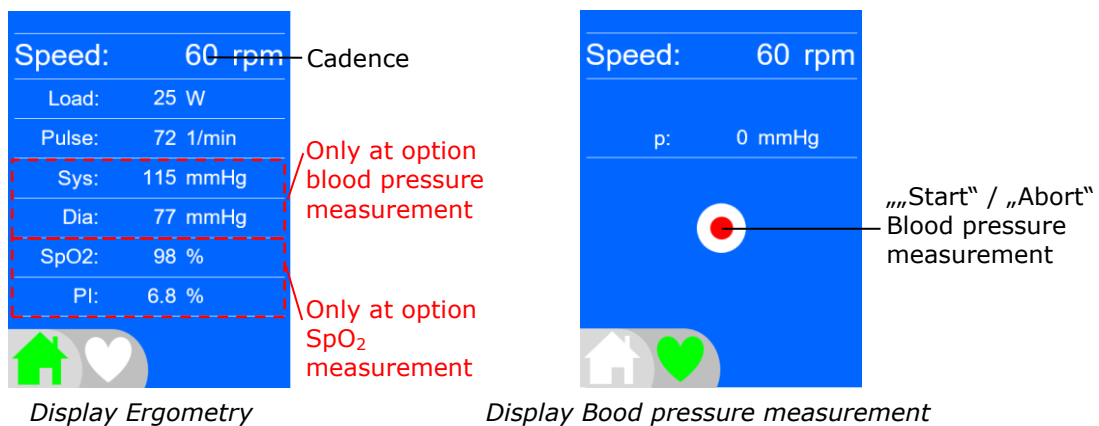 Speed: 60 rpm
Cadence
Load: 25 W
Pulse: 72 1/min
Sys: 115 mmHg
Dia: 77 mmHg
SpO2: 98 %
PI: 6.8 %
Only at option
blood pressure
measurement
Only at option
SpO₂
measurement
Display Ergometry
Speed: 60 rpm
p: 0 mmHg
„„Start“ / „Abort“
Blood pressure
measurement
Display Bood pressure measurement